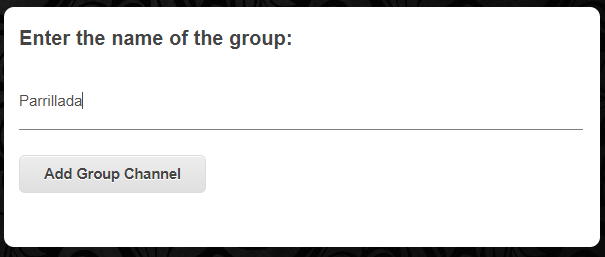 Enter the name of the group:
Parrillada
Add Group Channel